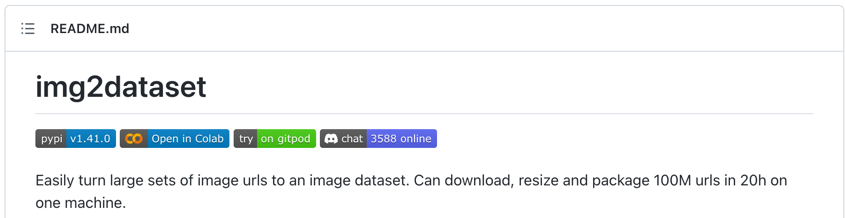 README.md
img2dataset
pypi v1.41.0 Open in Colab try on gitpod chat 3588 online
Easily turn large sets of image urls to an image dataset. Can download, resize and package 100M urls in 20h on
one machine.